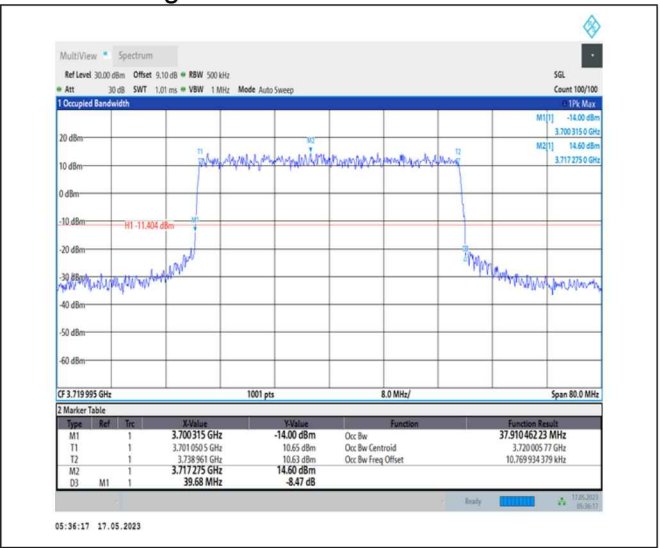 MultiView Spectrum
Ref Level 30.00 dBm Offset 9.10 dB RBW 500 kHz SGL
Att 30 dB SWT 1.01 ms VBW 1 MHz Mode Auto Sweep Count 100/100
1 Occupied Bandwidth 1Pk Max
M1[1] -14.00 dBm
3.700 315 0 GHz
M2[1] 14.60 dBm
3.717 275 0 GHz
20 dBm
M2
T1
T2
10 dBm
0 dBm
-10 dBm
M1
H1 -11.404 dBm
-20 dBm
-30 dBm
-40 dBm
-50 dBm
-60 dBm
CF 3.719 995 GHz 1001 pts 8.0 MHz/ Span 80.0 MHz
2 Marker Table
Type Ref Trc X-Value Y-Value Function Function Result
M1 1 3.700 315 GHz -14.00 dBm Occ Bw 37.910 462 23 MHz
T1 1 3.701 050 5 GHz 10.65 dBm Occ Bw Centroid 3.720 005 77 GHz
T2 1 3.738 961 GHz 10.63 dBm Occ Bw Freq Offset 10.769 934 379 kHz
M2 1 3.717 275 GHz 14.60 dBm
D3 M1 1 39.68 MHz -8.47 dB
Ready 17.05.2023
05:36:17
05:36:17 17.05.2023